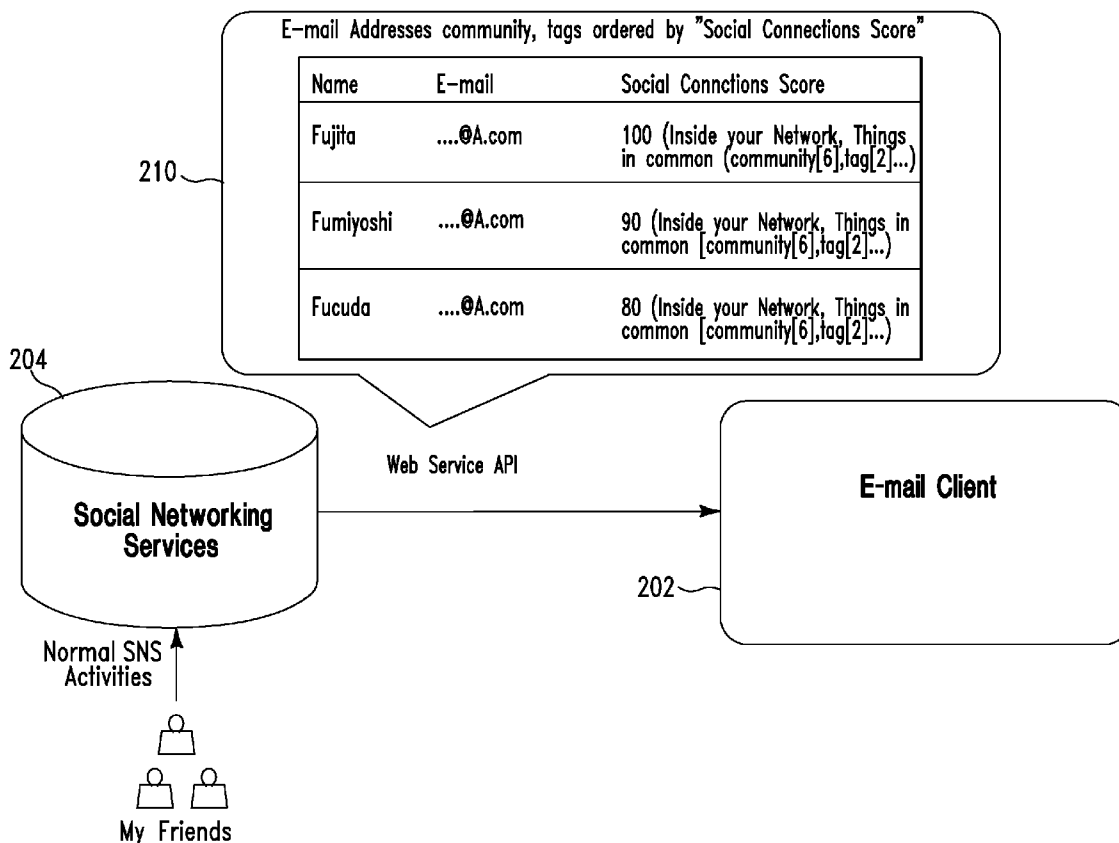 E-mail Addresses community, tags ordered by "Social Connections Score"
Name E-mail Social Connctions Score
Fujita ....@A.com 100 (Inside your Network, Things
in common (community[6],tag[2]...)
210
Fumiyoshi ....@A.com 90 (Inside your Network, Things in
common [community[6],tag[2]...)
Fucuda ....@A.com 80 (Inside your Network, Things in
common [community[6],tag[2]...)
204
Web Service API
E-mail Client
Social Networking
Services
202
Normal SNS
Activities
My Friends